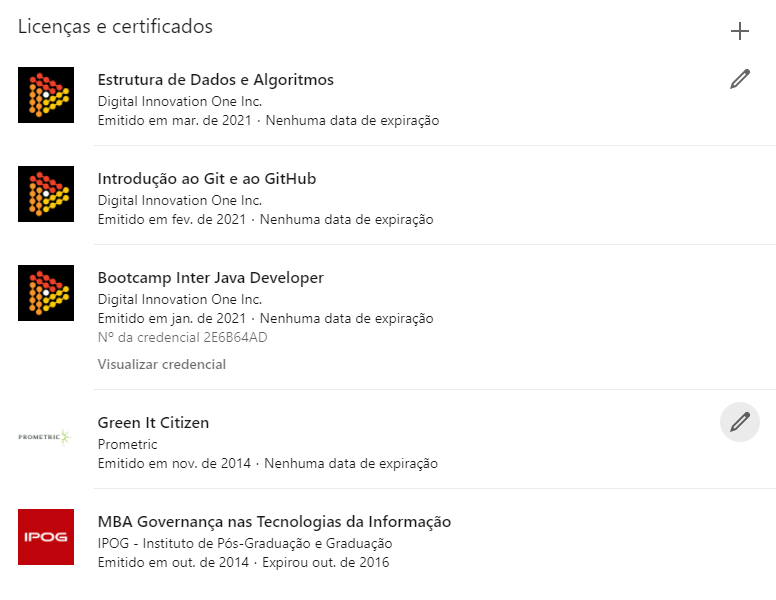 Licenças e certificados
Estrutura de Dados e Algoritmos
Digital Innovation One Inc.
Emitido em mar. de 2021 · Nenhuma data de expiração
Introdução ao Git e ao GitHub
Digital Innovation One Inc.
Emitido em fev. de 2021 · Nenhuma data de expiração
Bootcamp Inter Java Developer
Digital Innovation One Inc.
Emitido em jan. de 2021 · Nenhuma data de expiração
Nº da credencial 2E6B64AD
Visualizar credencial
PROMETRIC
Green It Citizen
Prometric
Emitido em nov. de 2014 · Nenhuma data de expiração
IPOG
MBA Governança nas Tecnologias da Informação
IPOG - Instituto de Pós-Graduação e Graduação
Emitido em out. de 2014 · Expirou out. de 2016